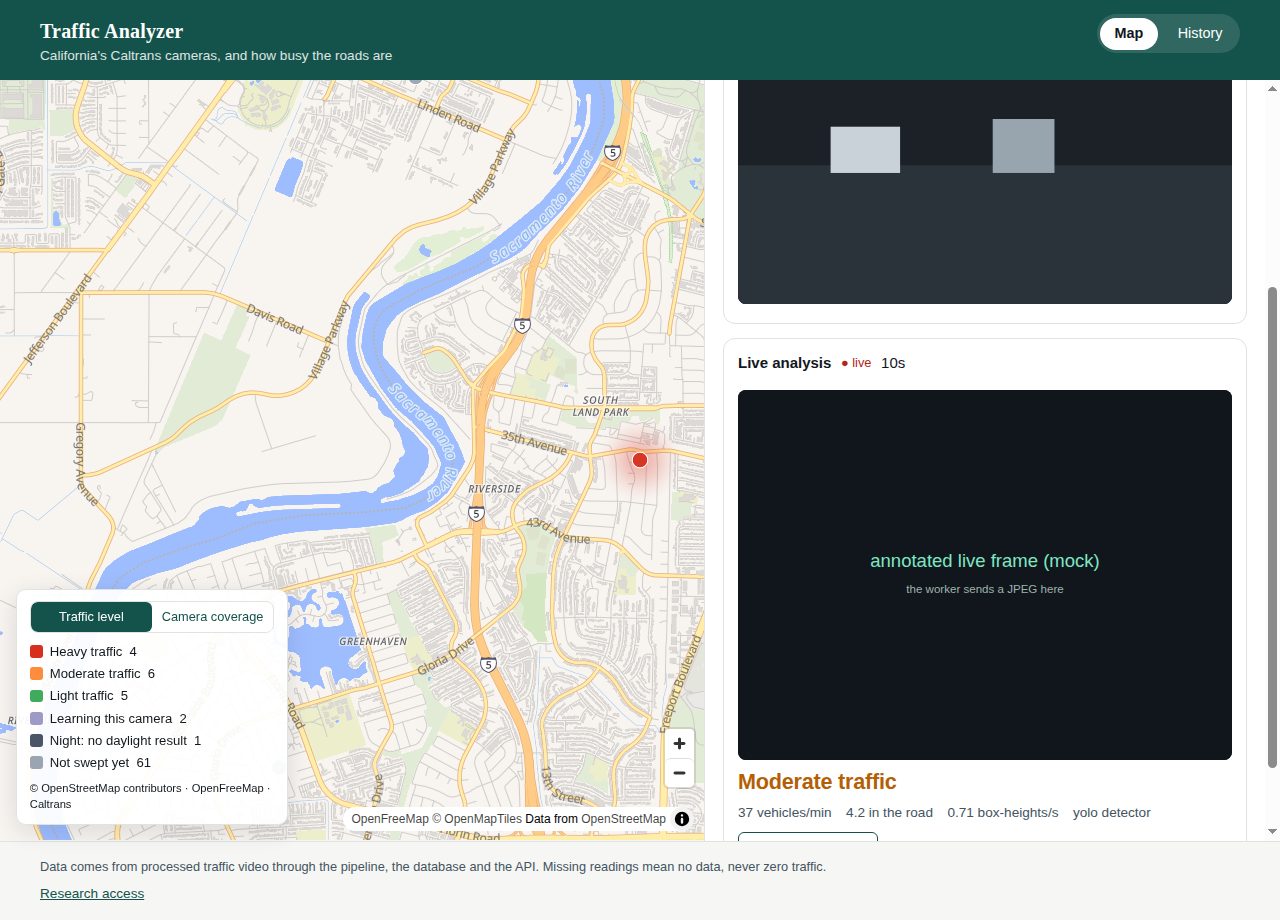 Traffic Analyzer
California's Caltrans cameras, and how busy the roads are
Map
History
Linden Road
Village Parkway
5
Sacramento River
Jefferson Boulevard
Davis Road
Village Parkway
5
Sacramento River
SOUTH
LAND PARK
35th Avenue
Gregory Avenue
RIVERSIDE
5
43rd Avenue
GREENHAVEN
Gloria Drive
5
Freeport Boulevard
Road
13th Street
Drive
Traffic level
Camera coverage
Heavy traffic 4
Moderate traffic 6
Light traffic 5
Learning this camera 2
Night: no daylight result 1
Not swept yet 61
© OpenStreetMap contributors · OpenFreeMap ·
Caltrans
+
−
OpenFreeMap © OpenMapTiles Data from OpenStreetMap
Live analysis ● live 10s
annotated live frame (mock)
the worker sends a JPEG here
Moderate traffic
37 vehicles/min 4.2 in the road 0.71 box-heights/s yolo detector
Data comes from processed traffic video through the pipeline, the database and the API. Missing readings mean no data, never zero traffic.
Research access